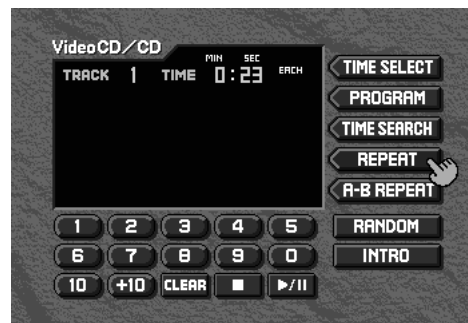 VideoCD/CD
MIN SEC
TRACK 1 TIME 0:23 EACH
TIME SELECT
PROGRAM
TIME SEARCH
REPEAT
A-B REPEAT
1 2 3 4 5 RANDOM
6 7 8 9 0 INTRO
10 +10 CLEAR ■ ▶/II